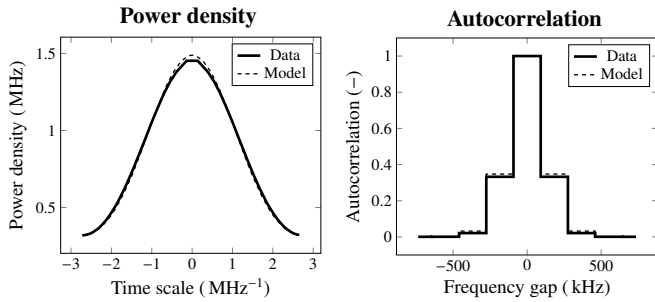 Power density
Power density (MHz)
1.5
1
0.5
Data
Model
−3
−2
−1
0
1
2
3
Time scale (MHz⁻¹)
Autocorrelation
Autocorrelation (−)
1
0.8
0.6
0.4
0.2
0
Data
Model
−500
0
500
Frequency gap (kHz)